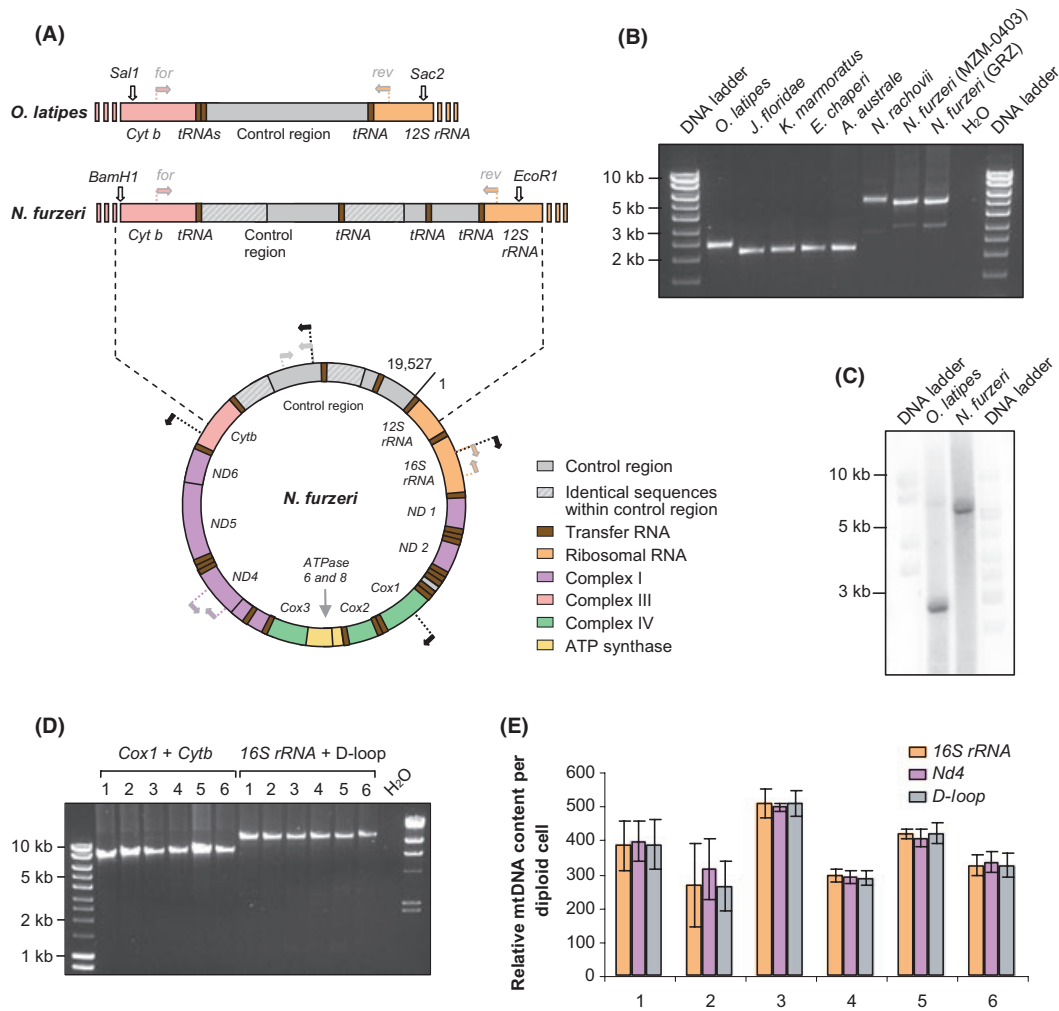 (A)
Sal1
for
rev
Sac2
O. latipes
Cyt b
tRNAs
Control region
tRNA
12S rRNA
BamH1
for
rev
EcoR1
N. furzeri
Cyt b
tRNA
Control
region
tRNA
tRNA
tRNA
12S
rRNA
19,527
1
Control region
Cytb
12S
rRNA
16S
rRNA
ND6
ND5
ND4
N. furzeri
ND 1
ND 2
Cox1
ATPase
6 and 8
Cox3
Cox2
Control region
Identical sequences
within control region
Transfer RNA
Ribosomal RNA
Complex I
Complex III
Complex IV
ATP synthase
(B)
DNA ladder
O. latipes
J. floridae
K. marmoratus
E. chaperi
A. australe
N. rachovii
N. furzeri (MZM-0403)
N. furzeri (GRZ)
H2O
DNA ladder
10 kb
5 kb
3 kb
2 kb
(C)
DNA ladder
O. latipes
N. furzeri
DNA ladder
10 kb
5 kb
3 kb
(D)
Cox1 + Cytb
16S rRNA + D-loop
1 2 3 4 5 6 1 2 3 4 5 6 H2O
10 kb
5 kb
2 kb
1 kb
(E)
16S rRNA
Nd4
D-loop
Relative mtDNA content per
diploid cell
600
500
400
300
200
100
0
1 2 3 4 5 6